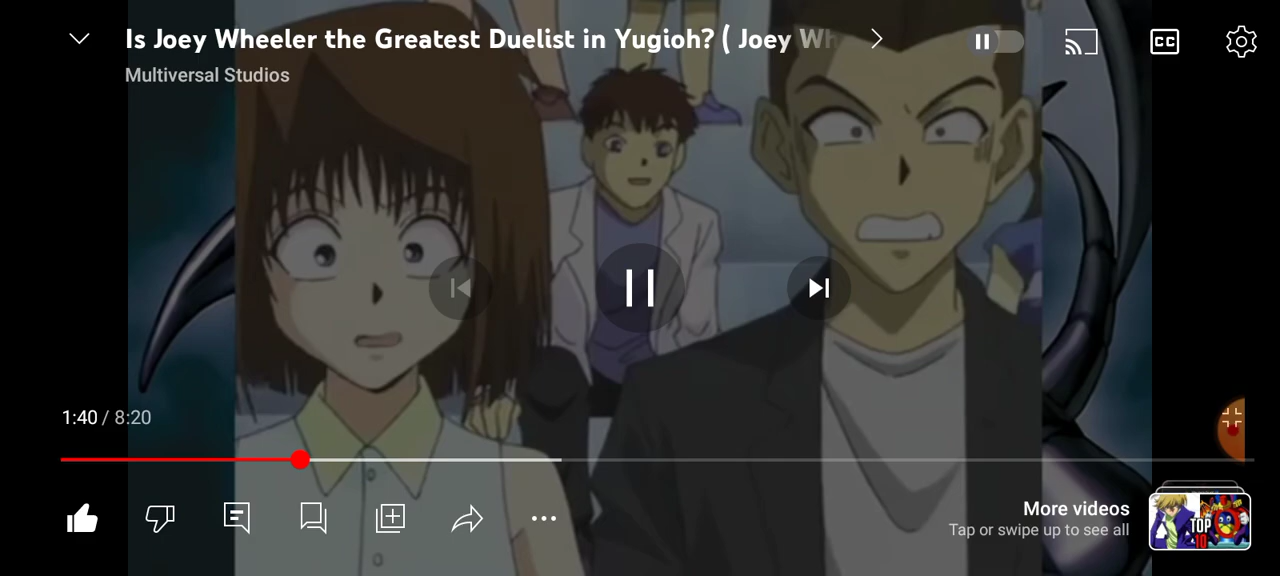 Is Joey Wheeler the Greatest Duelist in Yugioh? ( Joey Wh
Multiversal Studios
CC
1:40 / 8:20
More videos
Tap or swipe up to see all
TOP
10